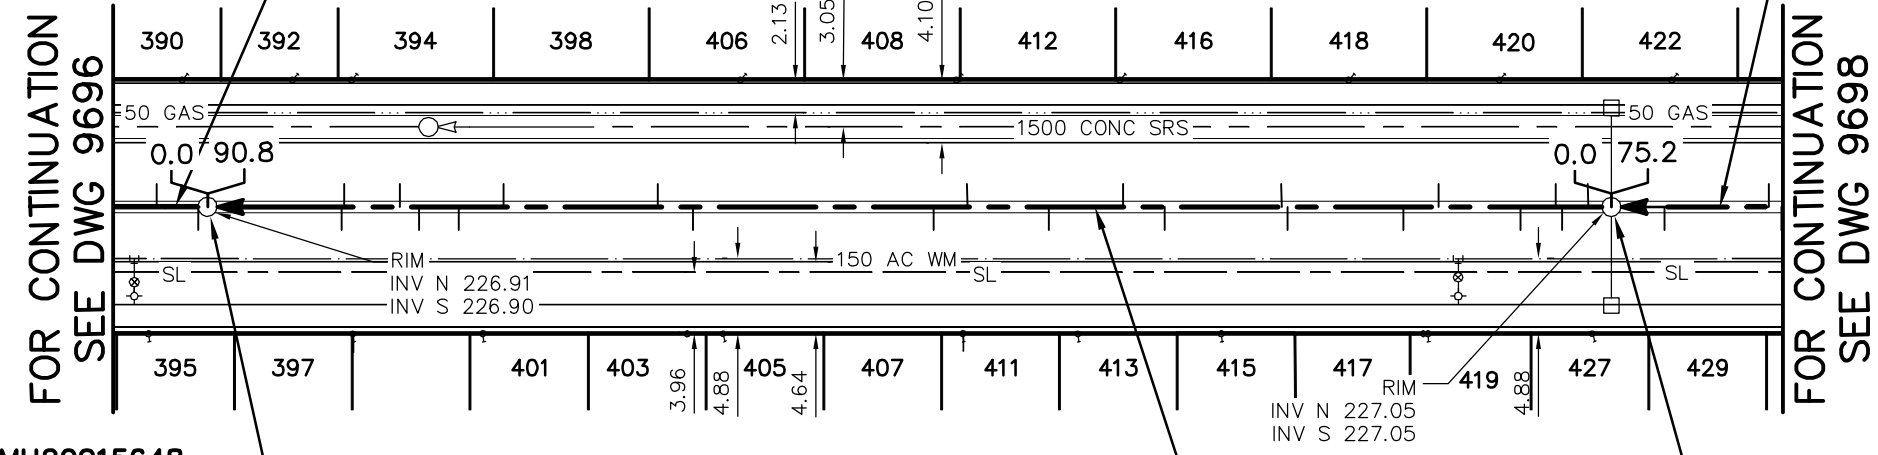 FOR CONTINUATION
SEE DWG 9696
390 392 394 398 406 408 412 416 418 420 422
2.13 3.05 4.10
50 GAS 50 GAS
1500 CONC SRS
0.0 90.8 0.0 75.2
RIM
INV N 226.91
INV S 226.90
150 AC WM
SL SL SL
395 397 401 403 405 407 411 413 415 417 419 427 429
3.96 4.88 4.64 4.88
RIM
INV N 227.05
INV S 227.05
FOR CONTINUATION
SEE DWG 9698